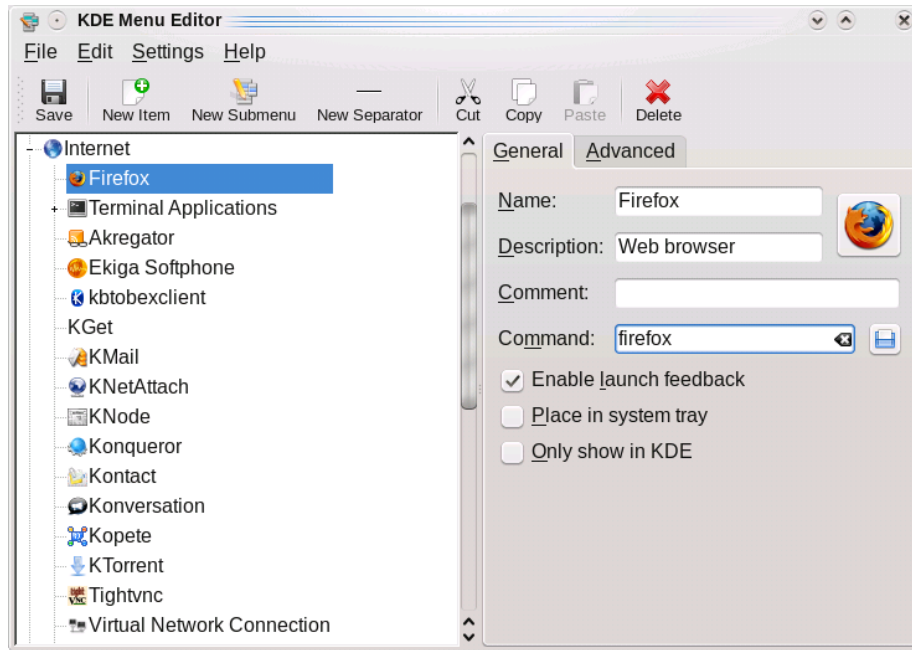 KDE Menu Editor
File Edit Settings Help
Save New Item New Submenu New Separator Cut Copy Paste Delete
Internet
Firefox
Terminal Applications
Akregator
Ekiga Softphone
kbtobexclient
KGet
KMail
KNetAttach
KNode
Konqueror
Kontact
Konversation
Kopete
KTorrent
Tightvnc
Virtual Network Connection
General Advanced
Name: Firefox
Description: Web browser
Comment:
Command: firefox
Enable launch feedback
Place in system tray
Only show in KDE